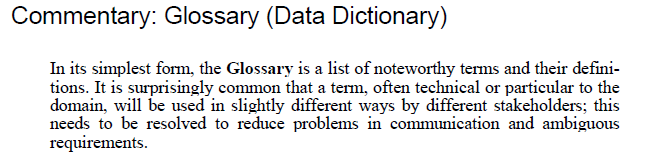 Commentary: Glossary (Data Dictionary)
In its simplest form, the Glossary is a list of noteworthy terms and their defini-
tions. It is surprisingly common that a term, often technical or particular to the
domain, will be used in slightly different ways by different stakeholders; this
needs to be resolved to reduce problems in communication and ambiguous
requirements.